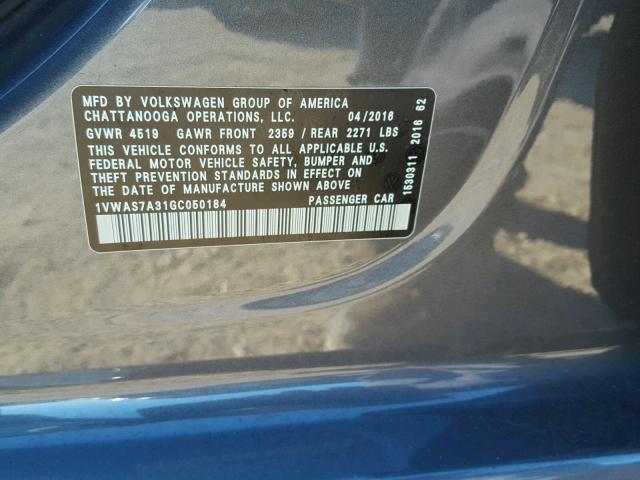 MFD BY VOLKSWAGEN GROUP OF AMERICA
CHATTANOOGA OPERATIONS, LLC. 04/2016
GVWR 4519 GAWR FRONT 2359 / REAR 2271 LBS
THIS VEHICLE CONFORMS TO ALL APPLICABLE U.S.
FEDERAL MOTOR VEHICLE SAFETY, BUMPER AND
THEFT PREVENTION STANDARDS IN EFFECT ON THE
DATE OF MANUFACTURE SHOWN ABOVE
1VWAS7A31GC050184 PASSENGER CAR
1530311 2016 62